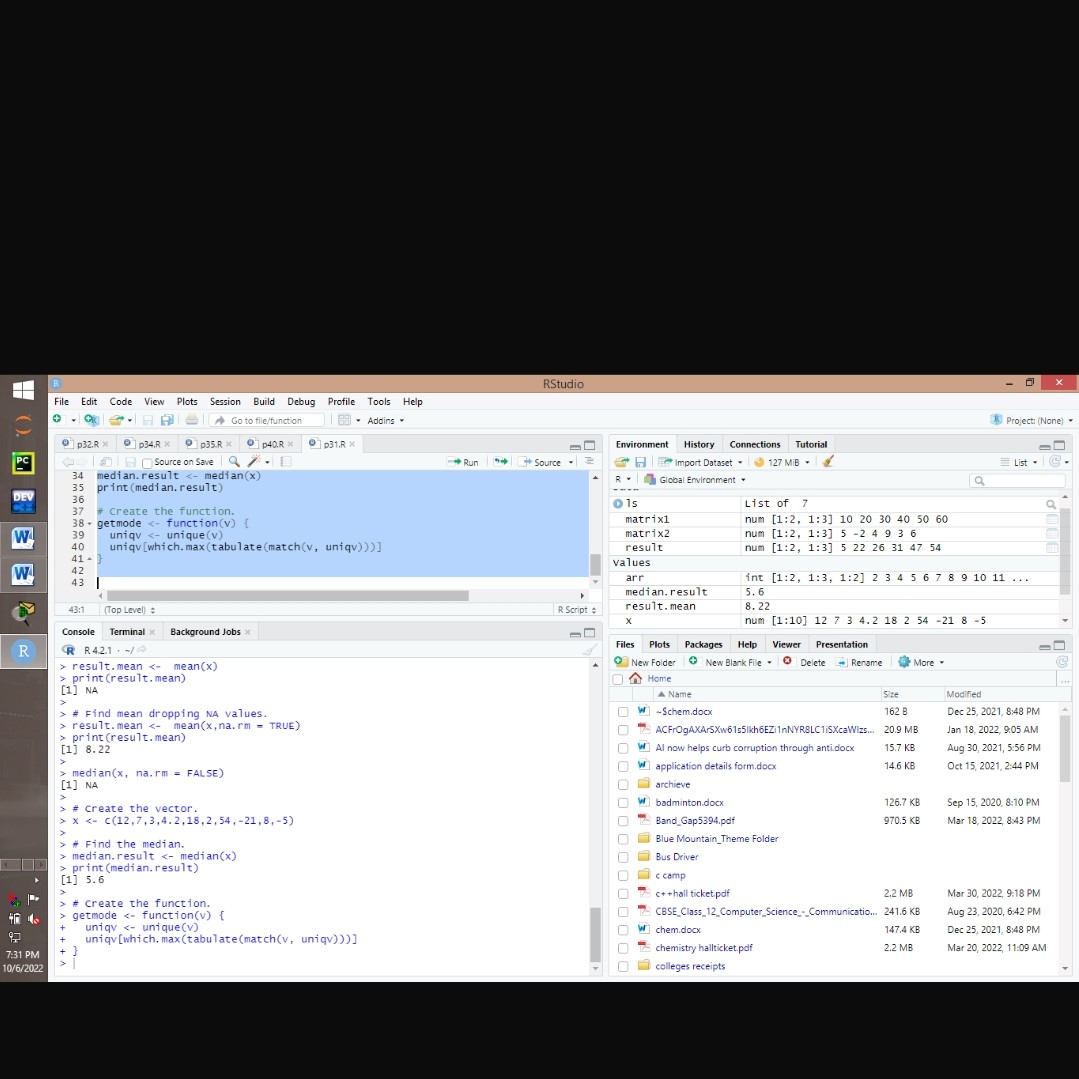 RStudio
File Edit Code View Plots Session Build Debug Profile Tools Help
Go to file/function Addins Project: (None)
p32.R p34.R p35.R p40.R p31.R
Source on Save Run Source
34 median.result <- median(x)
35 print(median.result)
36
37 # Create the function.
38 getmode <- function(v) {
39 uniqv <- unique(v)
40 uniqv[which.max(tabulate(match(v, uniqv)))]
41 }
42
43
43:1 (Top Level) R Script
Console Terminal Background Jobs
R 4.2.1 · ~/
> result.mean <- mean(x)
> print(result.mean)
[1] NA
>
> # Find mean dropping NA values.
> result.mean <- mean(x,na.rm = TRUE)
> print(result.mean)
[1] 8.22
>
> median(x, na.rm = FALSE)
[1] NA
>
> # Create the vector.
> x <- c(12,7,3,4.2,18,2,54,-21,8,-5)
>
> # Find the median.
> median.result <- median(x)
> print(median.result)
[1] 5.6
>
> # Create the function.
> getmode <- function(v) {
+ uniqv <- unique(v)
+ uniqv[which.max(tabulate(match(v, uniqv)))]
+ }
>
Environment History Connections Tutorial
Import Dataset 127 MiB List
R Global Environment
ls List of 7
matrix1 num [1:2, 1:3] 10 20 30 40 50 60
matrix2 num [1:2, 1:3] 5 -2 4 9 3 6
result num [1:2, 1:3] 5 22 26 31 47 54
Values
arr int [1:2, 1:3, 1:2] 2 3 4 5 6 7 8 9 10 11 ...
median.result 5.6
result.mean 8.22
x num [1:10] 12 7 3 4.2 18 2 54 -21 8 -5
Files Plots Packages Help Viewer Presentation
New Folder New Blank File Delete Rename More
Home
Name Size Modified
~$chem.docx 162 B Dec 25, 2021, 8:48 PM
20.9 MB Jan 18, 2022, 9:05 AM
AI now helps curb corruption through anti.docx 15.7 KB Aug 30, 2021, 5:56 PM
application details form.docx 14.6 KB Oct 15, 2021, 2:44 PM
archieve
badminton.docx 126.7 KB Sep 15, 2020, 8:10 PM
Band_Gap5394.pdf 970.5 KB Mar 18, 2022, 8:43 PM
Blue Mountain_Theme Folder
Bus Driver
c camp
c++hall ticket.pdf 2.2 MB Mar 30, 2022, 9:18 PM
CBSE_Class_12_Computer_Science_-_Communicatio... 241.6 KB Aug 23, 2020, 6:42 PM
chem.docx 147.4 KB Dec 25, 2021, 8:48 PM
chemistry hallticket.pdf 2.2 MB Mar 20, 2022, 11:09 AM
colleges receipts
PC
DEV
W
W
R
7:31 PM
10/6/2022